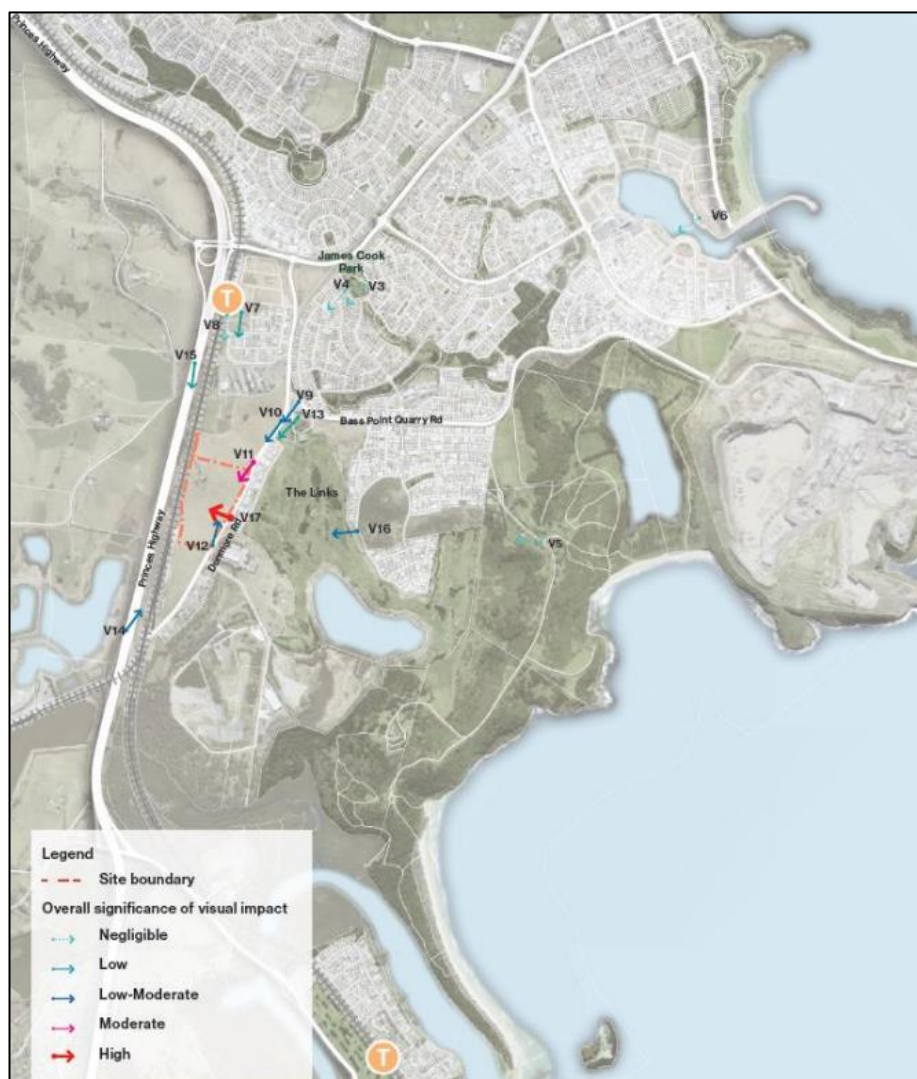 Princes Highway
V6
James Cook
Park
V4
V3
T
V7
V8
V15
V9
V10
V13
Bass Point Quarry Rd
V11
The Links
V17
V16
V12
Dunmore Rd
V5
Princes Highway
V14
Legend
Site boundary
Overall significance of visual impact
Negligible
Low
Low-Moderate
Moderate
High
T